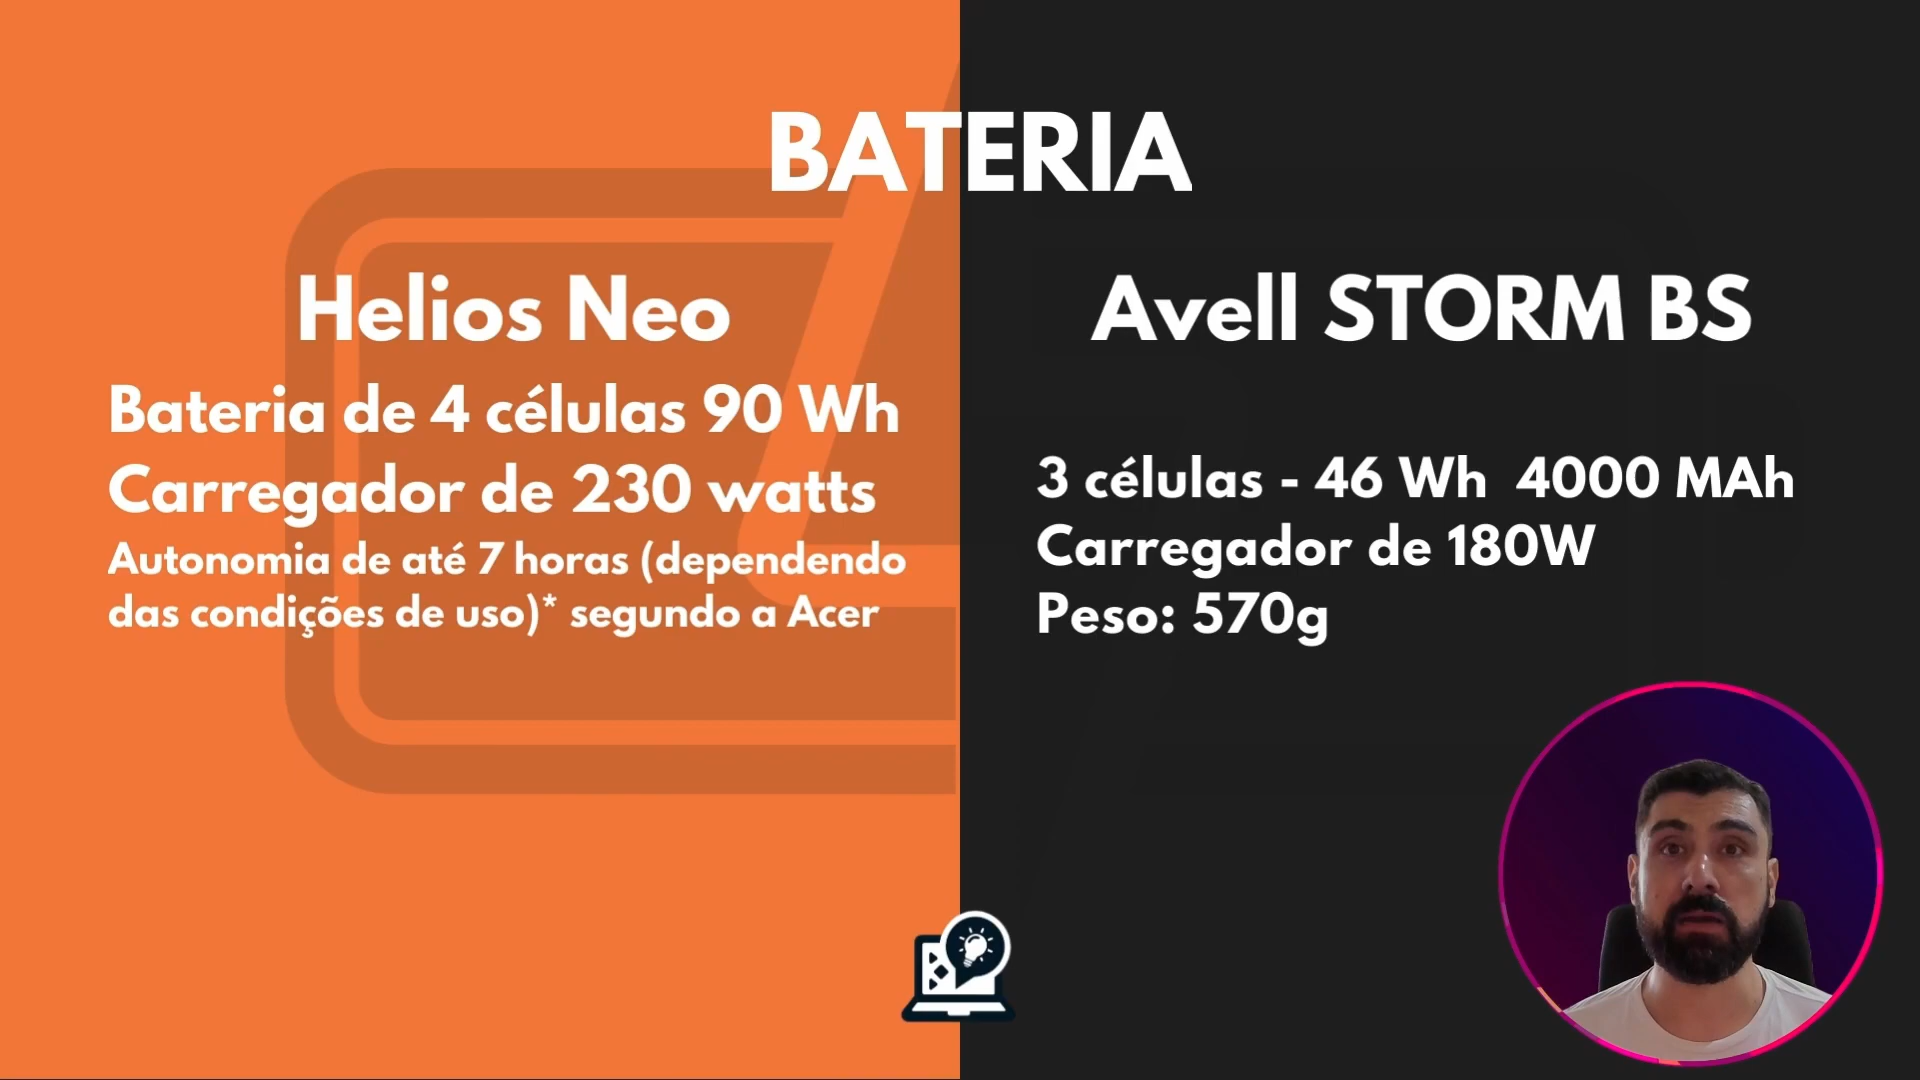 BATERIA
Helios Neo
Bateria de 4 células 90 Wh
Carregador de 230 watts
Autonomia de até 7 horas (dependendo
das condições de uso)* segundo a Acer
Avell STORM BS
3 células - 46 Wh 4000 MAh
Carregador de 180W
Peso: 570g